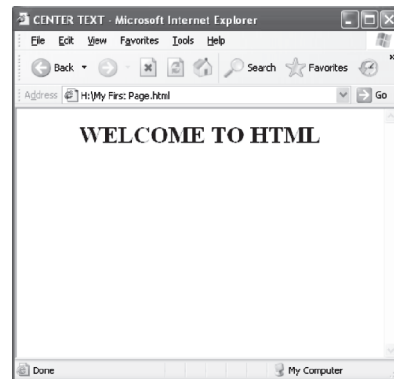 CENTER TEXT - Microsoft Internet Explorer
File Edit View Favorites Tools Help
Back Search Favorites
Address H:\My First Page.html Go
WELCOME TO HTML
Done My Computer